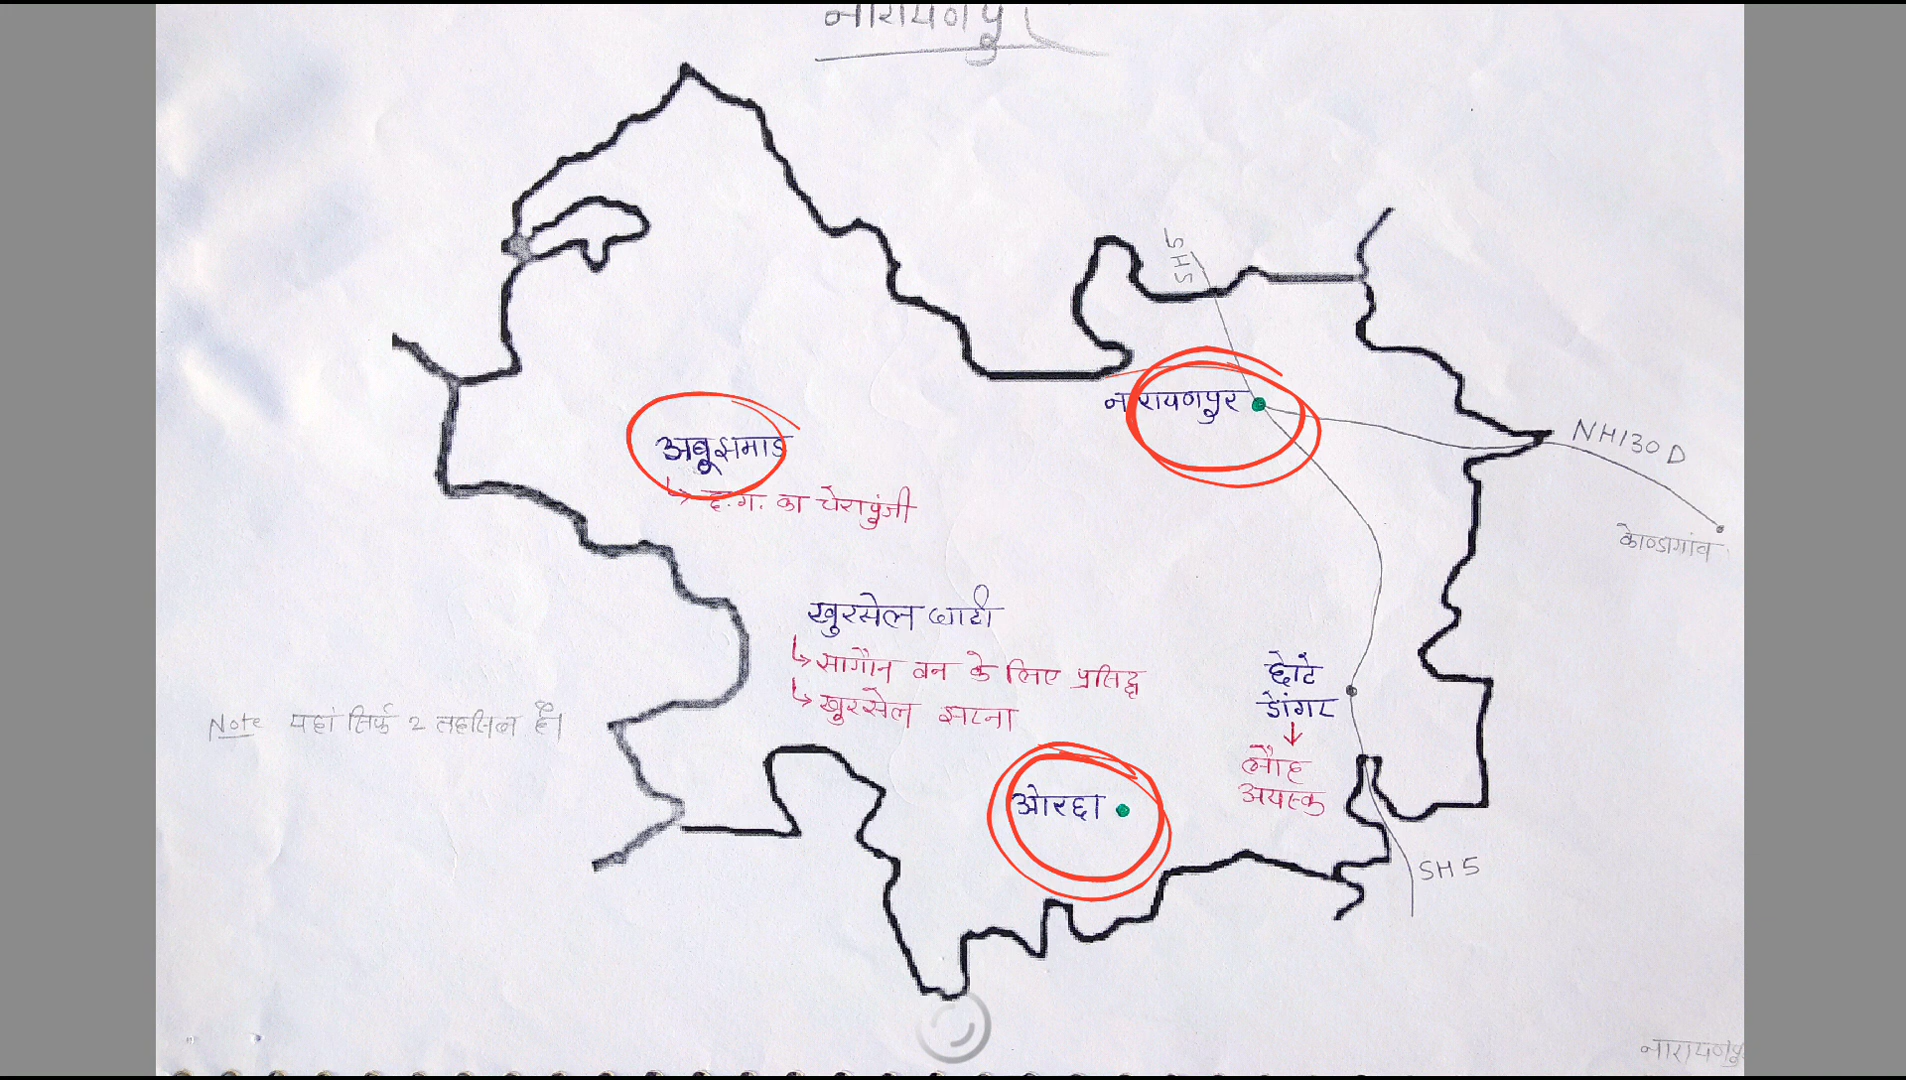 नारायणपुर
SH5
नारायणपुर
NH130D
अबूझमाड
↳ छ.ग. का चेरापुंजी
कोण्डागांव
खुरसेल घाटी
↳ सागौन वन के लिए प्रसिद्ध
↳ खुरसेल झरना
छोटे
डोंगर
↓
लौह
अयस्क
Note यहां सिर्फ 2 तहसिल है।
ओरछा
SH5
नारायणपु